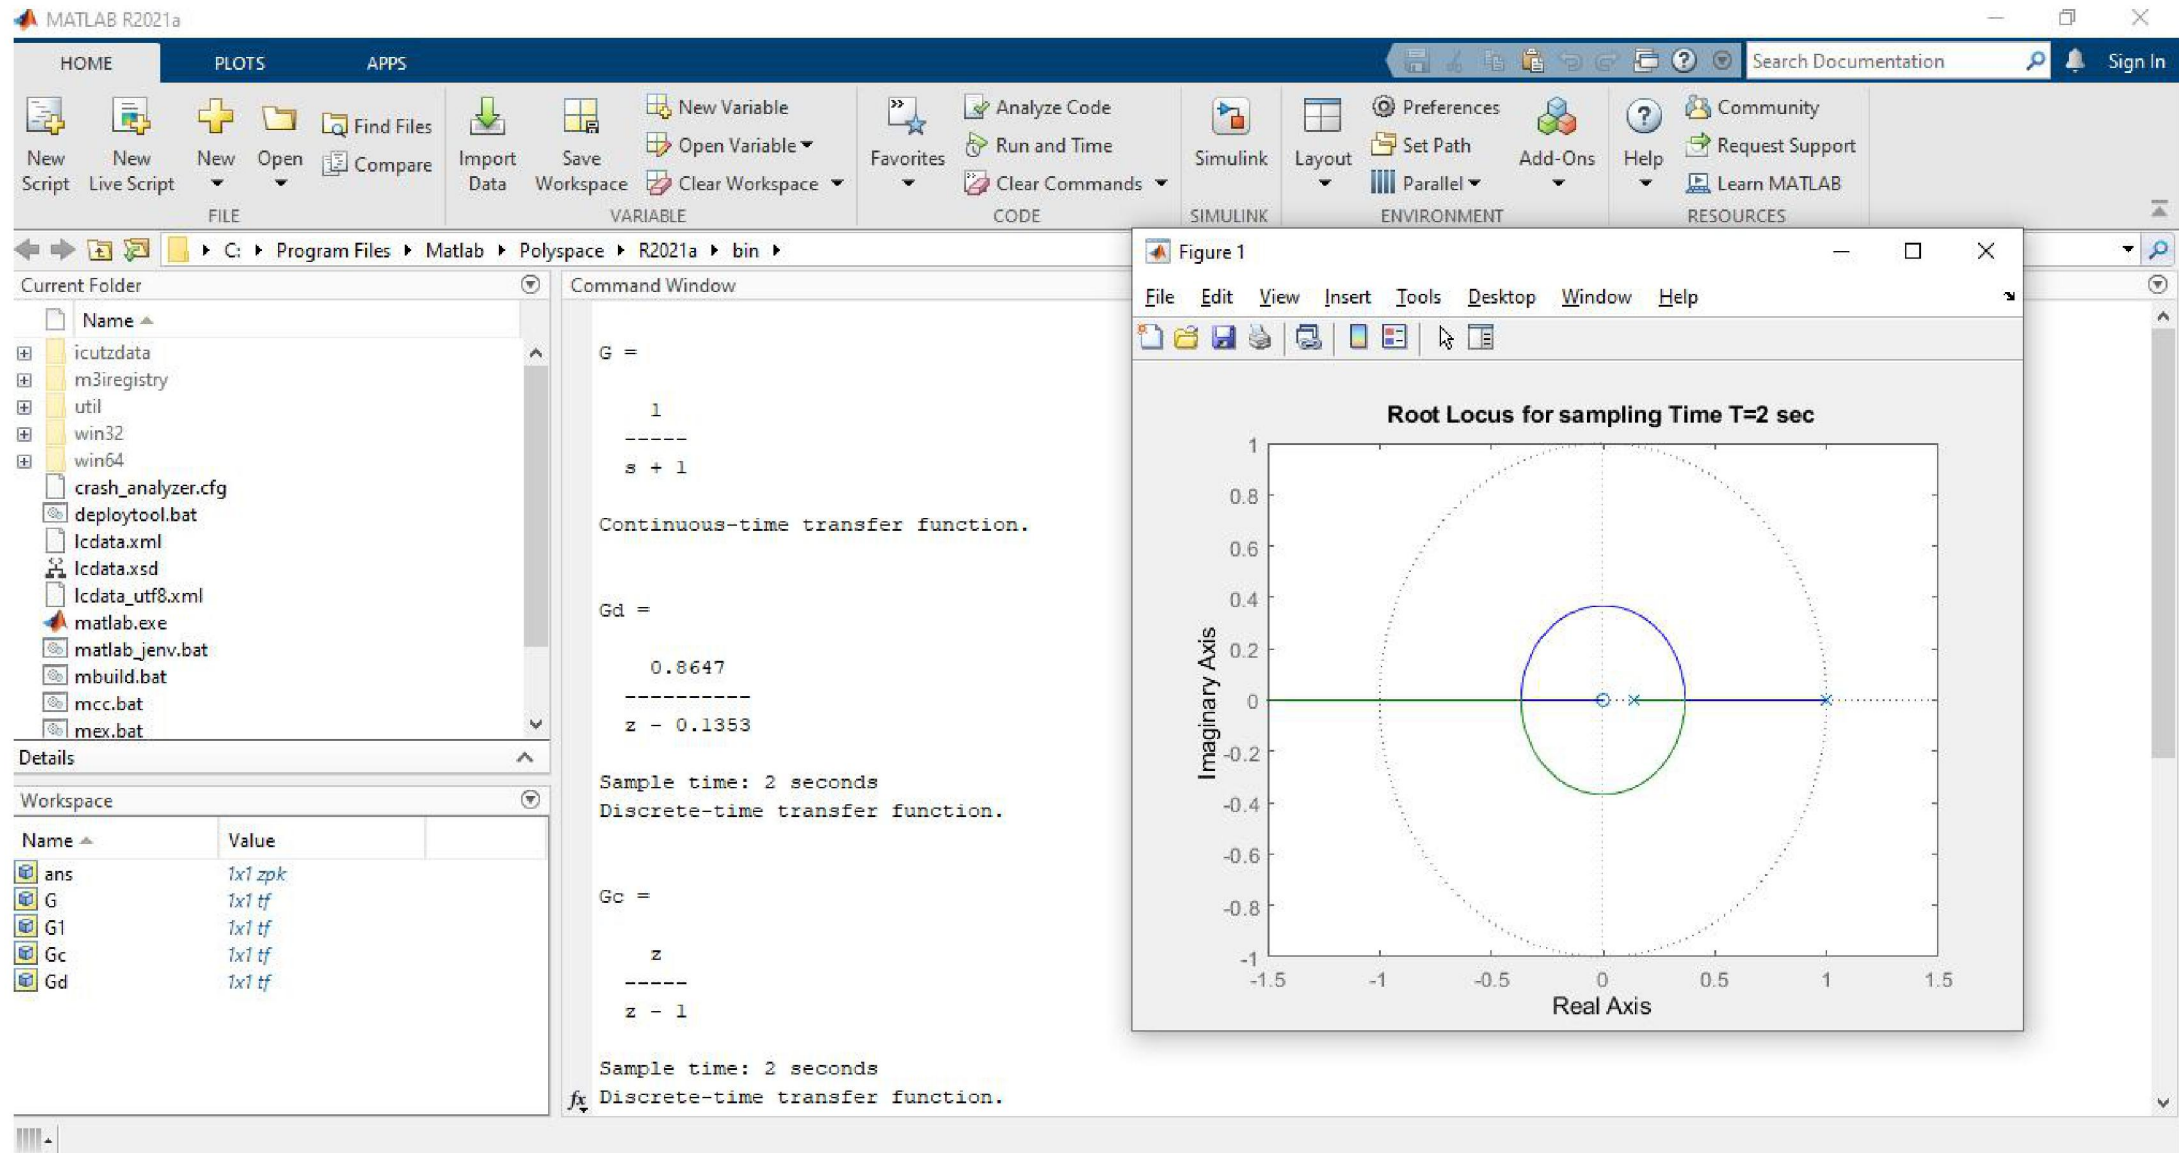 MATLAB R2021a
HOME PLOTS APPS
Search Documentation
Sign In
New Script
New Live Script
New
Open
Find Files
Compare
FILE
Import Data
Save Workspace
New Variable
Open Variable
Clear Workspace
VARIABLE
Favorites
Analyze Code
Run and Time
Clear Commands
CODE
Simulink
SIMULINK
Layout
Preferences
Set Path
Parallel
Add-Ons
ENVIRONMENT
Help
Community
Request Support
Learn MATLAB
RESOURCES
C: Program Files Matlab Polyspace R2021a bin
Current Folder
Name
icutzdata
m3iregistry
util
win32
win64
crash_analyzer.cfg
deploytool.bat
lcdata.xml
lcdata.xsd
lcdata_utf8.xml
matlab.exe
matlab_jenv.bat
mbuild.bat
mcc.bat
mex.bat
Details
Workspace
Name Value
ans 1x1 zpk
G 1x1 tf
G1 1x1 tf
Gc 1x1 tf
Gd 1x1 tf
Command Window
G =
1
-----
s + 1
Continuous-time transfer function.
Gd =
0.8647
----------
z - 0.1353
Sample time: 2 seconds
Discrete-time transfer function.
Gc =
z
-----
z - 1
Sample time: 2 seconds
fx Discrete-time transfer function.
Figure 1
File Edit View Insert Tools Desktop Window Help
Root Locus for sampling Time T=2 sec
Imaginary Axis
1
0.8
0.6
0.4
0.2
0
-0.2
-0.4
-0.6
-0.8
-1
-1.5 -1 -0.5 0 0.5 1 1.5
Real Axis